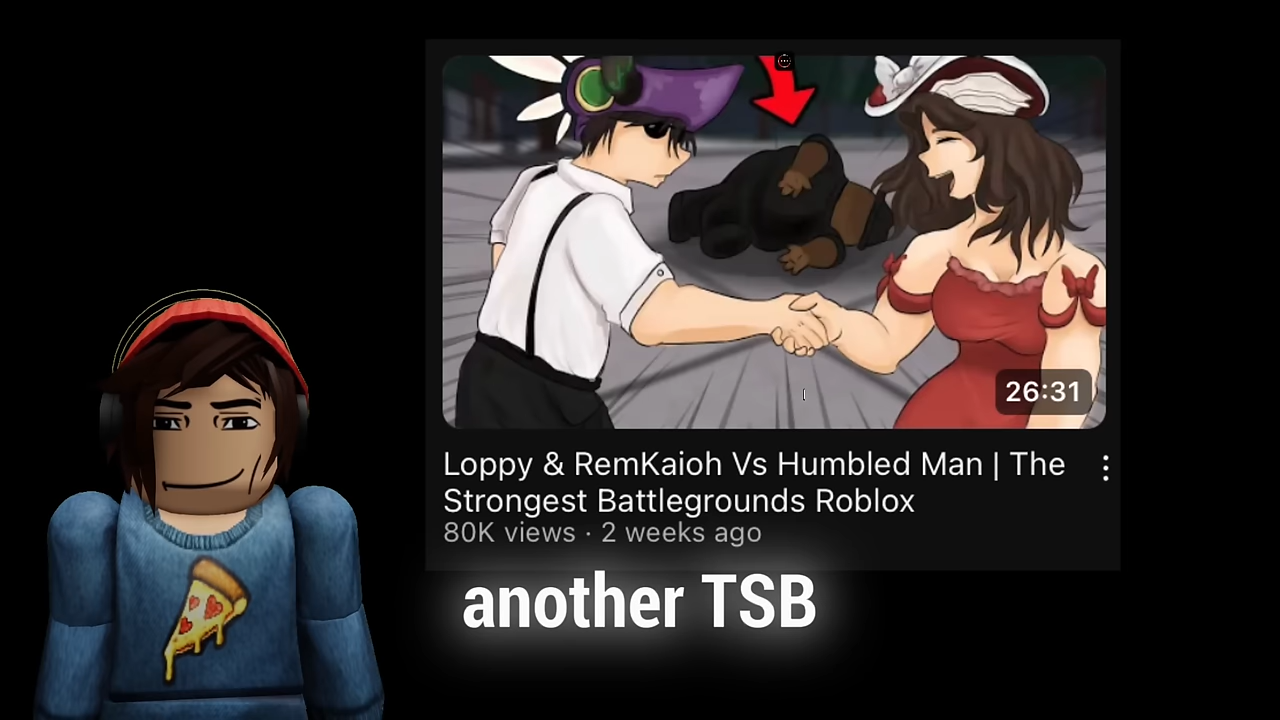 26:31
Loppy & RemKaioh Vs Humbled Man | The
Strongest Battlegrounds Roblox
80K views · 2 weeks ago
another TSB